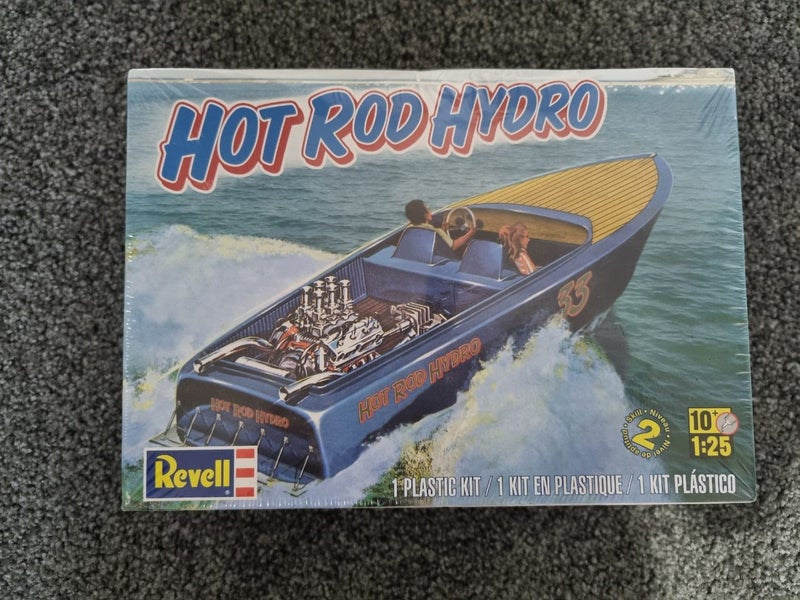 HOT ROD HYDRO
33
HOT ROD HYDRO
HOT ROD HYDRO
Skill • Niveau • Nivel de aptitud
2
10+
1:25
Revell
1 PLASTIC KIT / 1 KIT EN PLASTIQUE / 1 KIT PLÁSTICO